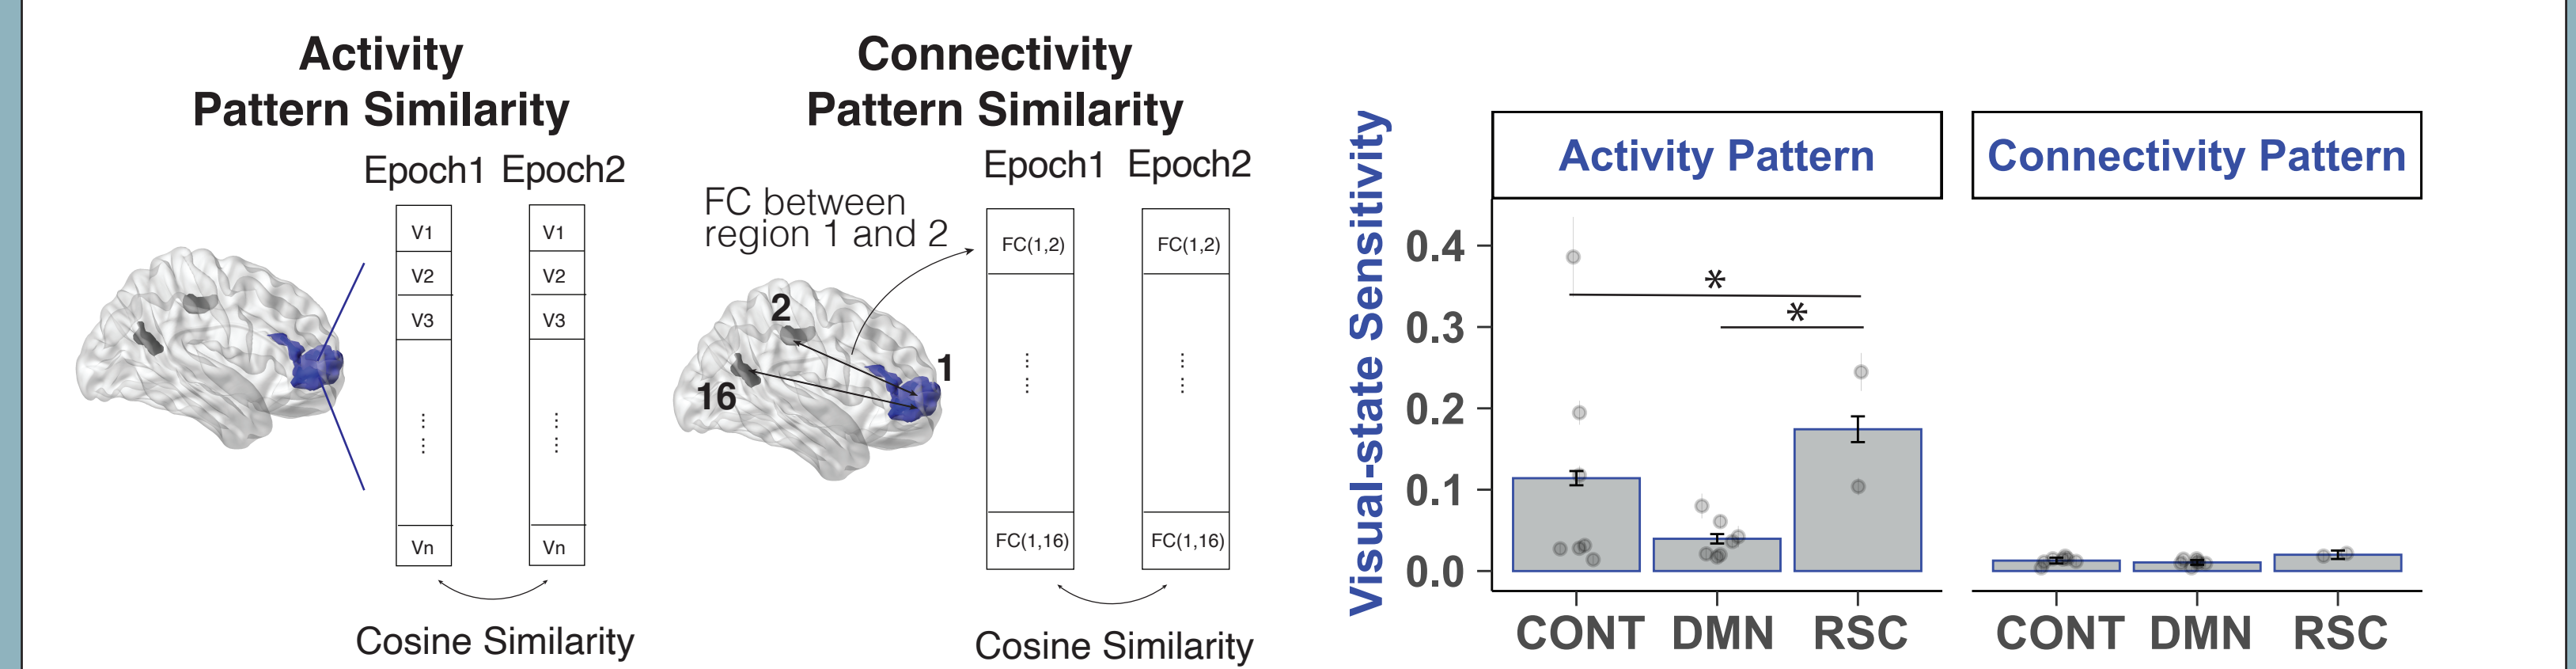 Activity
Pattern Similarity
Epoch1 Epoch2
V1 V1
V2 V2
V3 V3
Vn Vn
Cosine Similarity
Connectivity
Pattern Similarity
Epoch1 Epoch2
FC between
region 1 and 2
FC(1,2) FC(1,2)
2
1
16
FC(1,16) FC(1,16)
Cosine Similarity
Visual-state Sensitivity
Activity Pattern
Connectivity Pattern
0.4
*
0.3
*
0.2
0.1
0.0
CONT DMN RSC
CONT DMN RSC